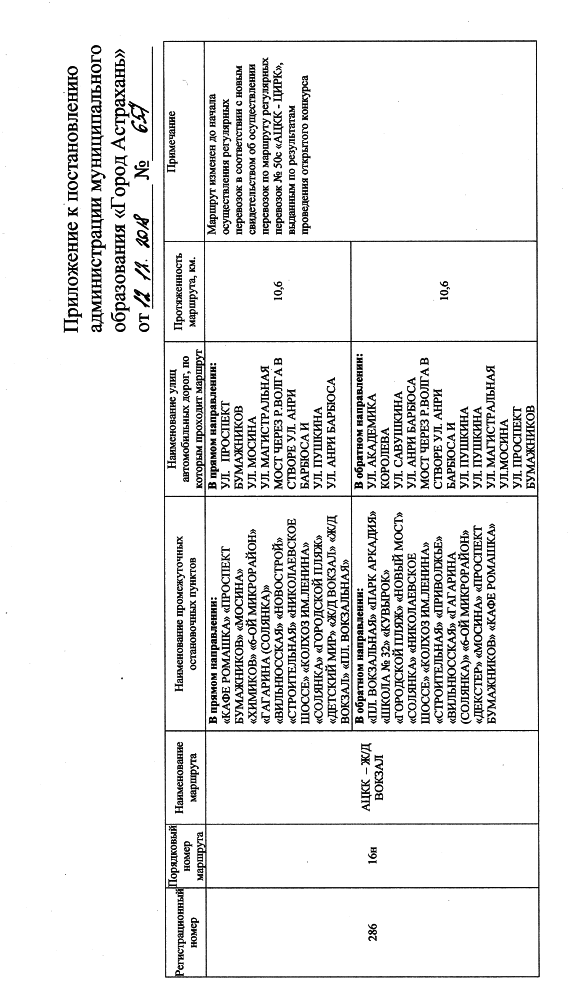 Приложение к постановлению
администрации муниципального
образования «Город Астрахань»
от 12. 11. 2018 № 657
Регистрационный
номер
Порядковый
номер
маршрута
Наименование
маршрута
Наименование промежуточных
остановочных пунктов
Наименование улиц
автомобильных дорог, по
которым проходит маршрут
Протяженность
маршрута, км.
Примечание
286
16н
АЦКК – Ж/Д
ВОКЗАЛ
В прямом направлении:
«КАФЕ РОМАШКА» «ПРОСПЕКТ
БУМАЖНИКОВ» «МОСИНА»
«ХИМИКОВ» «6-ОЙ МИКРОРАЙОН»
«ГАГАРИНА (СОЛЯНКА)»
«ВИЛЬНЮССКАЯ» «НОВОСТРОЙ»
«СТРОИТЕЛЬНАЯ» «НИКОЛАЕВСКОЕ
ШОССЕ» «КОЛХОЗ ИМ.ЛЕНИНА»
«СОЛЯНКА» «ГОРОДСКОЙ ПЛЯЖ»
«ДЕТСКИЙ МИР» «Ж/Д ВОКЗАЛ» «Ж/Д
ВОКЗАЛ» «ПЛ. ВОКЗАЛЬНАЯ»
В прямом направлении:
УЛ. ПРОСПЕКТ
БУМАЖНИКОВ
УЛ. МОСИНА
УЛ. МАГИСТРАЛЬНАЯ
МОСТ ЧЕРЕЗ Р.ВОЛГА В
СТВОРЕ УЛ. АНРИ
БАРБЮСА И
УЛ. ПУШКИНА
УЛ. АНРИ БАРБЮСА
10,6
Маршрут изменен до начала
осуществления регулярных
перевозок в соответствии с новым
свидетельством об осуществлении
перевозок по маршруту регулярных
перевозок № 50с «АЦКК - ЦИРК»,
выданным по результатам
проведения открытого конкурса
В обратном направлении:
«ПЛ. ВОКЗАЛЬНАЯ» «ПАРК АРКАДИЯ»
«ШКОЛА № 32» «КУВЫРОК»
«ГОРОДСКОЙ ПЛЯЖ» «НОВЫЙ МОСТ»
«СОЛЯНКА» «НИКОЛАЕВСКОЕ
ШОССЕ» «КОЛХОЗ ИМ.ЛЕНИНА»
«СТРОИТЕЛЬНАЯ» «ПРИВОЛЖЬЕ»
«ВИЛЬНЮССКАЯ» «ГАГАРИНА
(СОЛЯНКА)» «6-ОЙ МИКРОРАЙОН»
«ДЕКСТЕР» «МОСИНА» «ПРОСПЕКТ
БУМАЖНИКОВ» «КАФЕ РОМАШКА»
В обратном направлении:
УЛ. АКАДЕМИКА
КОРОЛЕВА
УЛ. САВУШКИНА
УЛ. АНРИ БАРБЮСА
МОСТ ЧЕРЕЗ Р.ВОЛГА В
СТВОРЕ УЛ. АНРИ
БАРБЮСА И
УЛ. ПУШКИНА
УЛ. ПУШКИНА
УЛ. МАГИСТРАЛЬНАЯ
УЛ.МОСИНА
УЛ. ПРОСПЕКТ
БУМАЖНИКОВ
10,6